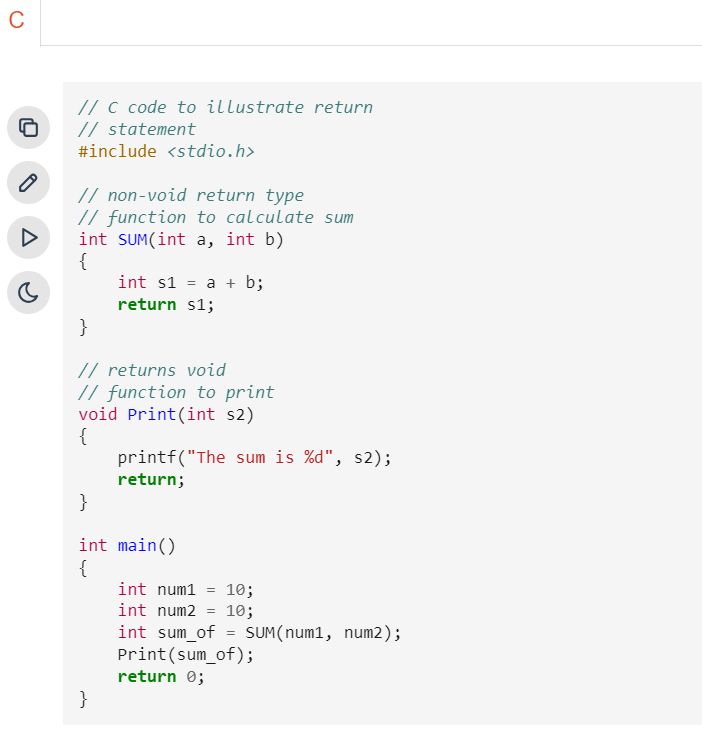 C
// C code to illustrate return
// statement
#include <stdio.h>

// non-void return type
// function to calculate sum
int SUM(int a, int b)
{
    int s1 = a + b;
    return s1;
}

// returns void
// function to print
void Print(int s2)
{
    printf("The sum is %d", s2);
    return;
}

int main()
{
    int num1 = 10;
    int num2 = 10;
    int sum_of = SUM(num1, num2);
    Print(sum_of);
    return 0;
}